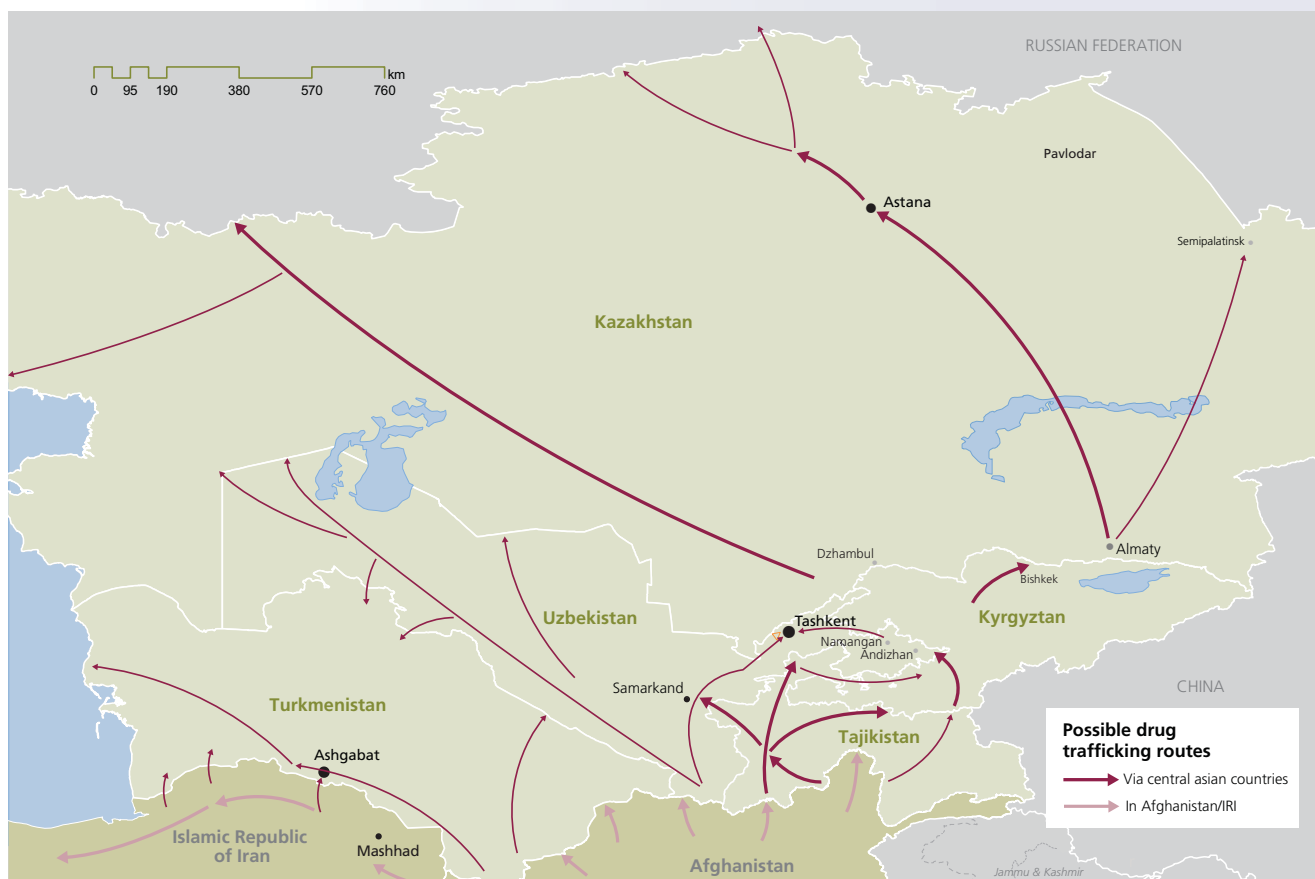 RUSSIAN FEDERATION
km
0 95 190 380 570 760
Pavlodar
Astana
Semipalatinsk
Kazakhstan
Dzhambul
Almaty
Bishkek
Kyrgyztan
Uzbekistan
Tashkent
Namangan
Andizhan
Samarkand
CHINA
Turkmenistan
Tajikistan
Ashgabat
Islamic Republic
of Iran
Mashhad
Afghanistan
Jammu & Kashmir
Possible drug
trafficking routes
Via central asian countries
In Afghanistan/IRI